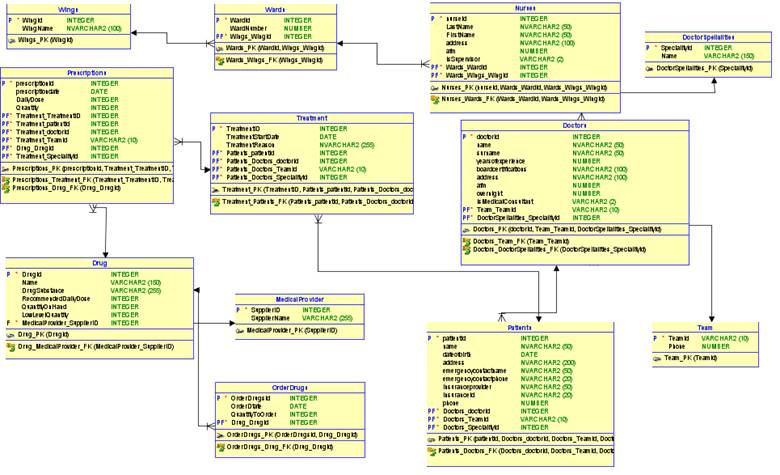 Wings
P * WingId INTEGER
WingName NVARCHAR2 (100)
Wings_PK (WingId)
Wards
P * WardId INTEGER
* WardNumber NUMBER
PF* Wings_WingId INTEGER
Wards_PK (WardId, Wings_WingId)
Wards_Wings_FK (Wings_WingId)
Nurses
P * nurseId INTEGER
LastName NVARCHAR2 (50)
FirstName NVARCHAR2 (50)
address NVARCHAR2 (100)
afm NUMBER
isSupervisor VARCHAR2 (2)
PF* Wards_WardId INTEGER
PF* Wards_Wings_WingId INTEGER
Nurses_PK (nurseId, Wards_WardId, Wards_Wings_WingId)
Nurses_Wards_FK (Wards_WardId, Wards_Wings_WingId)
DoctorSpelialities
P * SpecialityId INTEGER
Name VARCHAR2 (150)
DoctorSpelialities_PK (SpecialityId)
Prescriptions
P * prescriptionId INTEGER
prescriptiondate DATE
DailyDose INTEGER
Quantity INTEGER
PF* Treatment_TreatmentID INTEGER
PF* Treatment_patientid INTEGER
PF* Treatment_doctorid INTEGER
PF* Treatment_TeamId VARCHAR2 (10)
PF* Drug_DrugId INTEGER
PF* Treatment_SpecialityId INTEGER
Prescriptions_PK (prescriptionId, Treatment_TreatmentID,
Prescriptions_Treatment_FK (Treatment_TreatmentID, Trea
Prescriptions_Drug_FK (Drug_DrugId)
Treatment
P * TreatmentID INTEGER
TreatmentStartDate DATE
TreatmentReason NVARCHAR2 (255)
PF* Patients_patientid INTEGER
PF* Patients_Doctors_doctorid INTEGER
PF* Patients_Doctors_TeamId VARCHAR2 (10)
PF* Patients_Doctors_SpecialityId INTEGER
Treatment_PK (TreatmentID, Patients_patientid, Patients_Doctors_doc
Treatment_Patients_FK (Patients_patientid, Patients_Doctors_doctorid
Doctors
P * doctorid INTEGER
name NVARCHAR2 (50)
surname NVARCHAR2 (50)
yearsofexperience NUMBER
boardcertifications NVARCHAR2 (100)
address NVARCHAR2 (100)
afm NUMBER
overnight NUMBER
isMedicalConsultant VARCHAR2 (2)
PF* Team_TeamId VARCHAR2 (10)
PF* DoctorSpelialities_SpecialityId INTEGER
Doctors_PK (doctorid, Team_TeamId, DoctorSpelialities_SpecialityId)
Doctors_Team_FK (Team_TeamId)
Doctors_DoctorSpelialities_FK (DoctorSpelialities_SpecialityId)
Drug
P * DrugId INTEGER
Name VARCHAR2 (150)
DrugSubstance VARCHAR2 (255)
RecommendedDailyDose INTEGER
QuantityOnHand INTEGER
LowLevelQuantity INTEGER
F * MedicalProvider_SupplierID INTEGER
Drug_PK (DrugId)
Drug_MedicalProvider_FK (MedicalProvider_SupplierID)
MedicalProvider
P * SupplierID INTEGER
SupplierName VARCHAR2 (255)
MedicalProvider_PK (SupplierID)
OrderDrugs
P * OrderDrugsId INTEGER
OrderDate DATE
QuantityToOrder INTEGER
PF* Drug_DrugId INTEGER
OrderDrugs_PK (OrderDrugsId, Drug_DrugId)
OrderDrugs_Drug_FK (Drug_DrugId)
Patients
P * patientid INTEGER
name NVARCHAR2 (50)
dateofbirth DATE
address NVARCHAR2 (200)
emergencycontactname NVARCHAR2 (50)
emergencycontactphone NVARCHAR2 (20)
insuranceprovider NVARCHAR2 (50)
insuranceid NVARCHAR2 (20)
phone NUMBER
PF* Doctors_doctorid INTEGER
PF* Doctors_TeamId VARCHAR2 (10)
PF* Doctors_SpecialityId INTEGER
Patients_PK (patientid, Doctors_doctorid, Doctors_TeamId, Doct
Patients_Doctors_FK (Doctors_doctorid, Doctors_TeamId, Doct
Team
P * TeamId VARCHAR2 (10)
Phone NUMBER
Team_PK (TeamId)